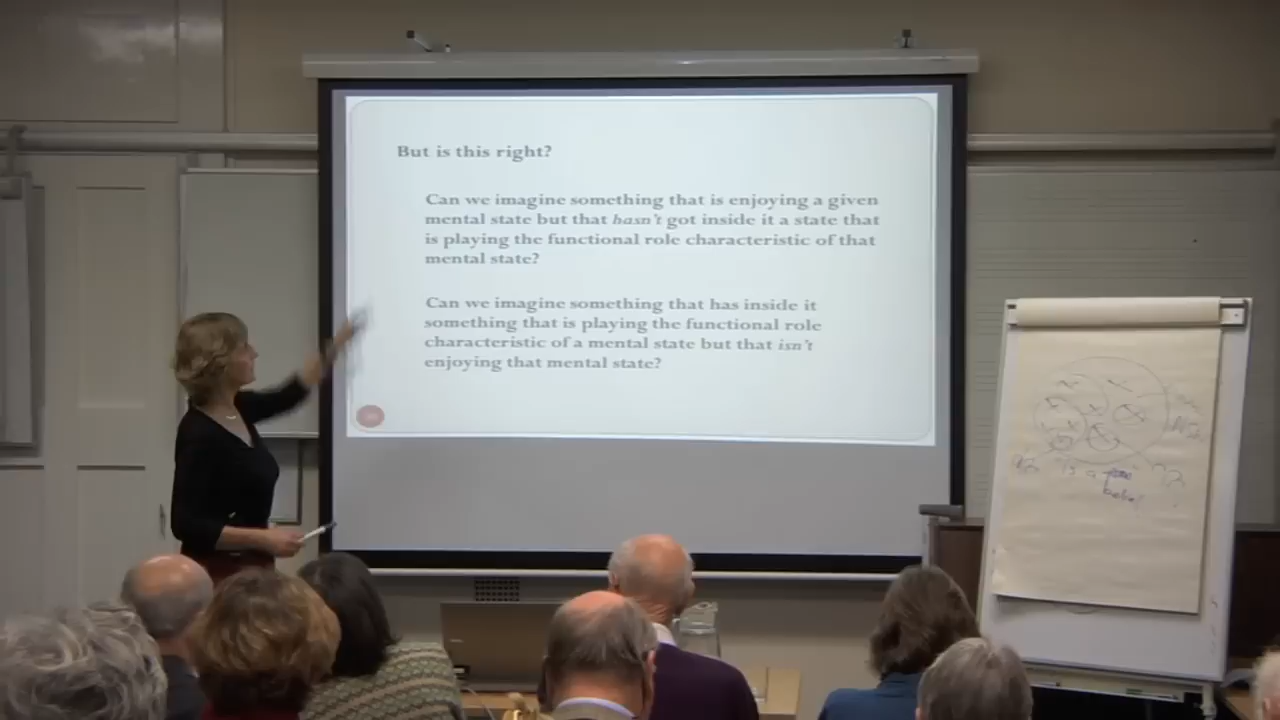 But is this right?
Can we imagine something that is enjoying a given
mental state but that hasn't got inside it a state that
is playing the functional role characteristic of that
mental state?
Can we imagine something that has inside it
something that is playing the functional role
characteristic of a mental state but that isn't
enjoying that mental state?
is a
belief